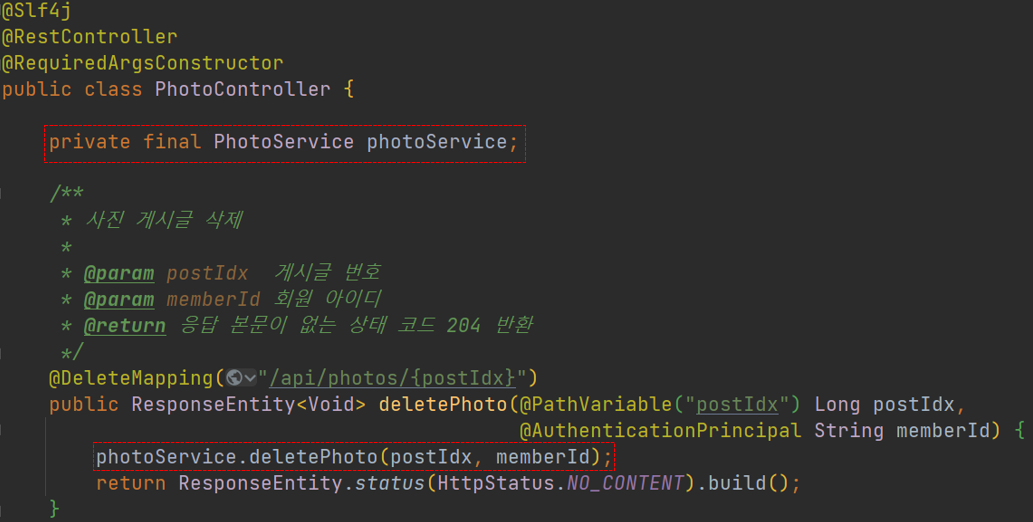 @Slf4j
@RestController
@RequiredArgsConstructor
public class PhotoController {
private final PhotoService photoService;
/**
* 사진 게시글 삭제
*
* @param postIdx 게시글 번호
* @param memberId 회원 아이디
* @return 응답 본문이 없는 상태 코드 204 반환
*/
@DeleteMapping("/api/photos/{postIdx}")
public ResponseEntity<Void> deletePhoto(@PathVariable("postIdx") Long postIdx,
@AuthenticationPrincipal String memberId) {
photoService.deletePhoto(postIdx, memberId);
return ResponseEntity.status(HttpStatus.NO_CONTENT).build();
}